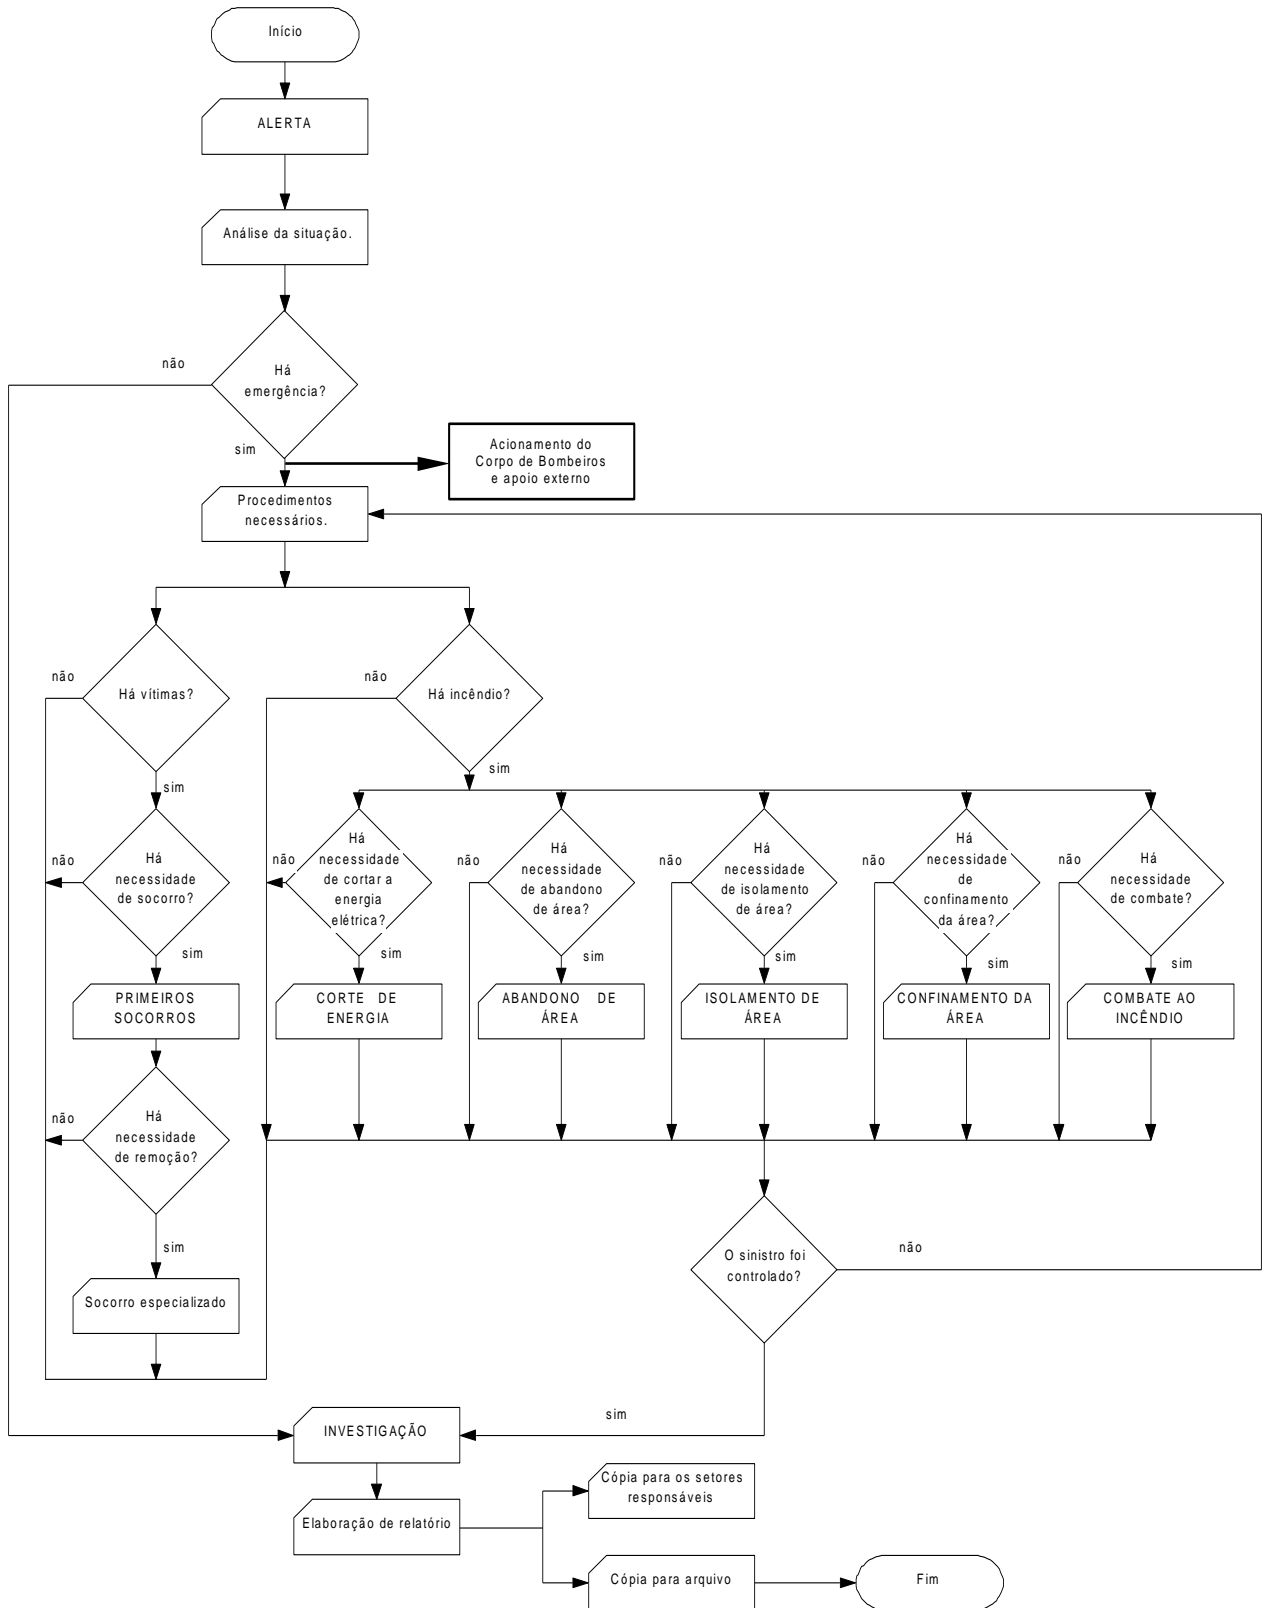 Início
ALERTA
Análise da situação.
não
Há
emergência?
sim
Acionamento do
Corpo de Bombeiros
e apoio externo
Procedimentos
necessários.
não
Há vítimas?
sim
não
Há incêndio?
sim
não
Há
necessidade
de socorro?
sim
não
Há
necessidade
de cortar a
energia
elétrica?
sim
não
Há
necessidade
de abandono
de área?
sim
não
Há
necessidade
de isolamento
de área?
sim
não
Há
necessidade
de
confinamento
da área?
sim
não
Há
necessidade
de combate?
sim
PRIMEIROS
SOCORROS
CORTE DE
ENERGIA
ABANDONO DE
ÁREA
ISOLAMENTO DE
ÁREA
CONFINAMENTO DA
ÁREA
COMBATE AO
INCÊNDIO
não
Há
necessidade
de remoção?
sim
Socorro especializado
O sinistro foi
controlado?
não
sim
INVESTIGAÇÃO
Elaboração de relatório
Cópia para os setores
responsáveis
Cópia para arquivo
Fim